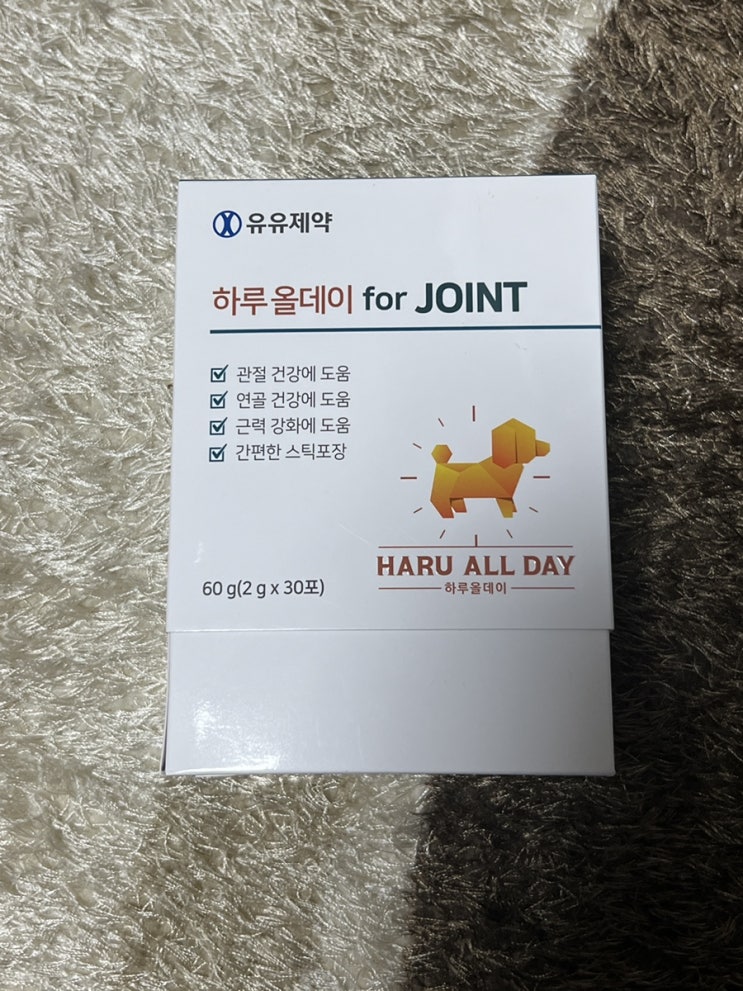 유유제약
하루 올데이 for JOINT
관절 건강에 도움
연골 건강에 도움
근력 강화에 도움
간편한 스틱포장
60 g(2 g x 30포)
HARU ALL DAY
하루올데이